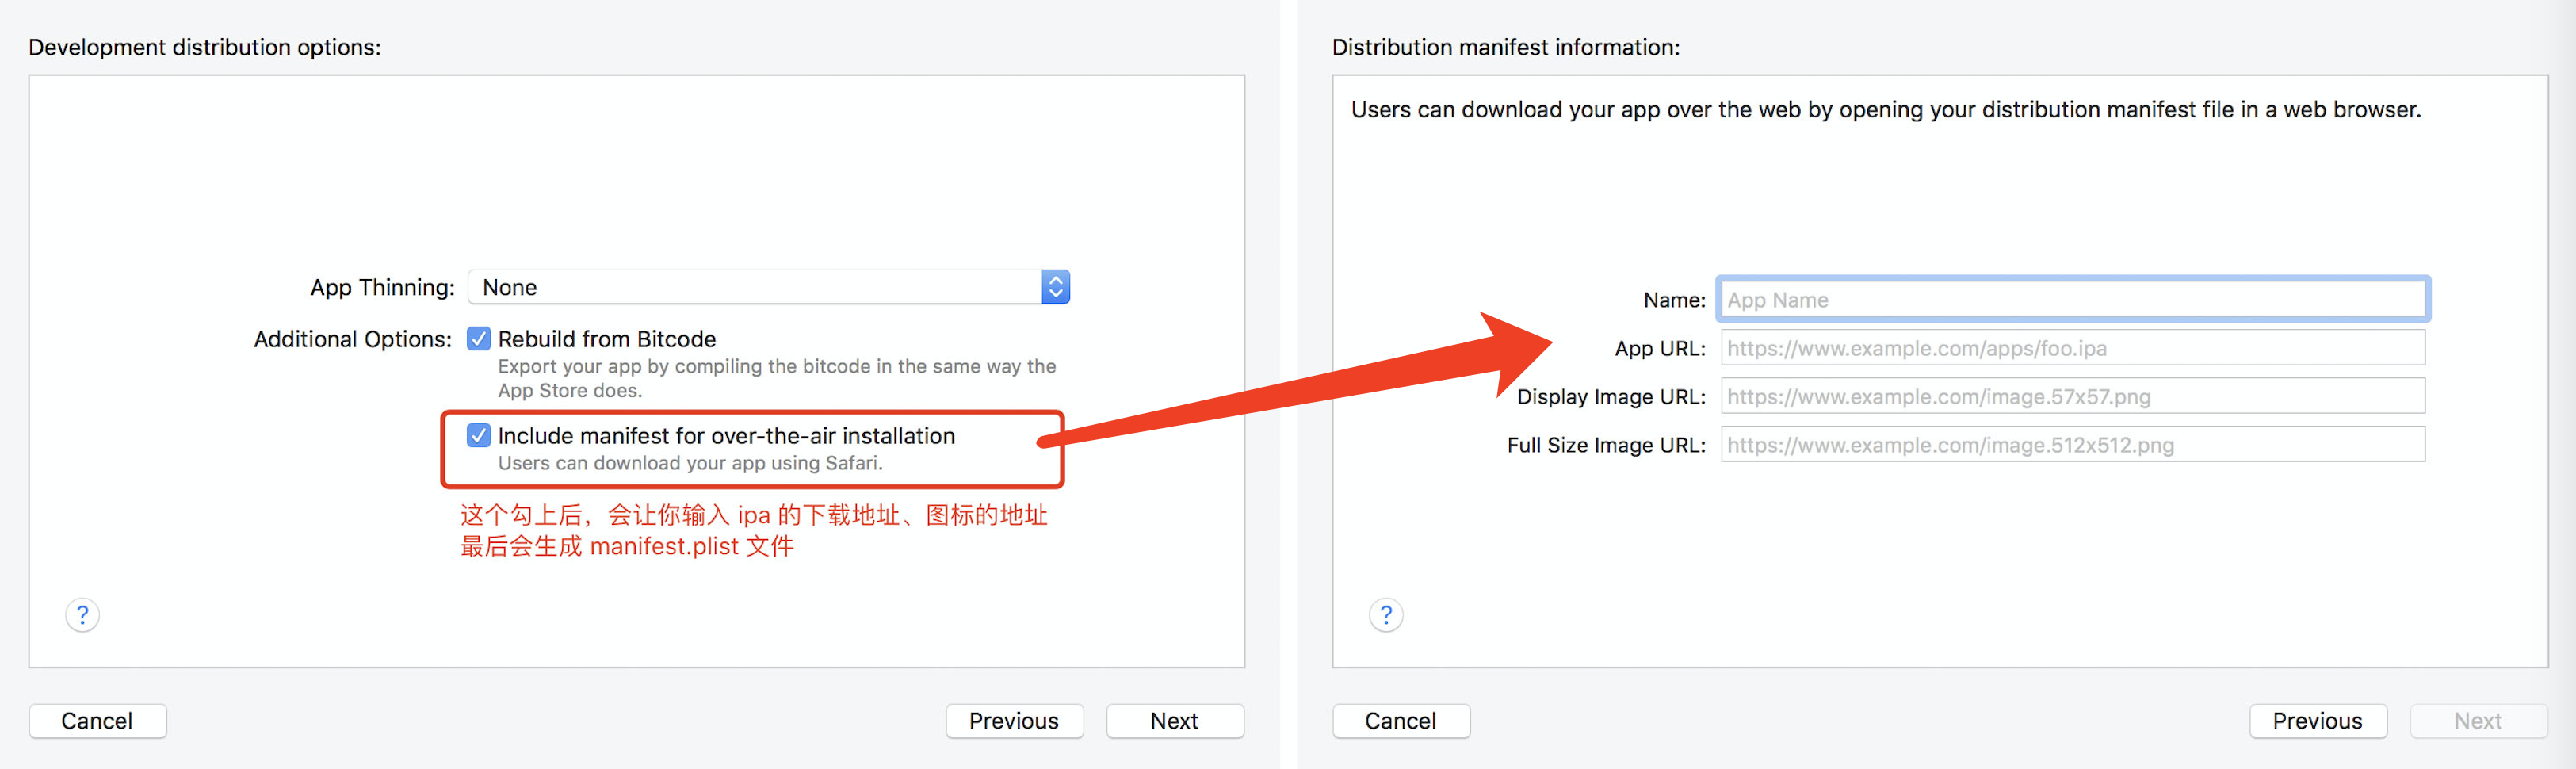 Development distribution options:
App Thinning: None
Additional Options: Rebuild from Bitcode
Export your app by compiling the bitcode in the same way the
App Store does.
Include manifest for over-the-air installation
Users can download your app using Safari.
这个勾上后，会让你输入 ipa 的下载地址、图标的地址
最后会生成 manifest.plist 文件
?
Cancel
Previous
Next
Distribution manifest information:
Users can download your app over the web by opening your distribution manifest file in a web browser.
Name: App Name
App URL: https://www.example.com/apps/foo.ipa
Display Image URL: https://www.example.com/image.57x57.png
Full Size Image URL: https://www.example.com/image.512x512.png
?
Cancel
Previous
Next